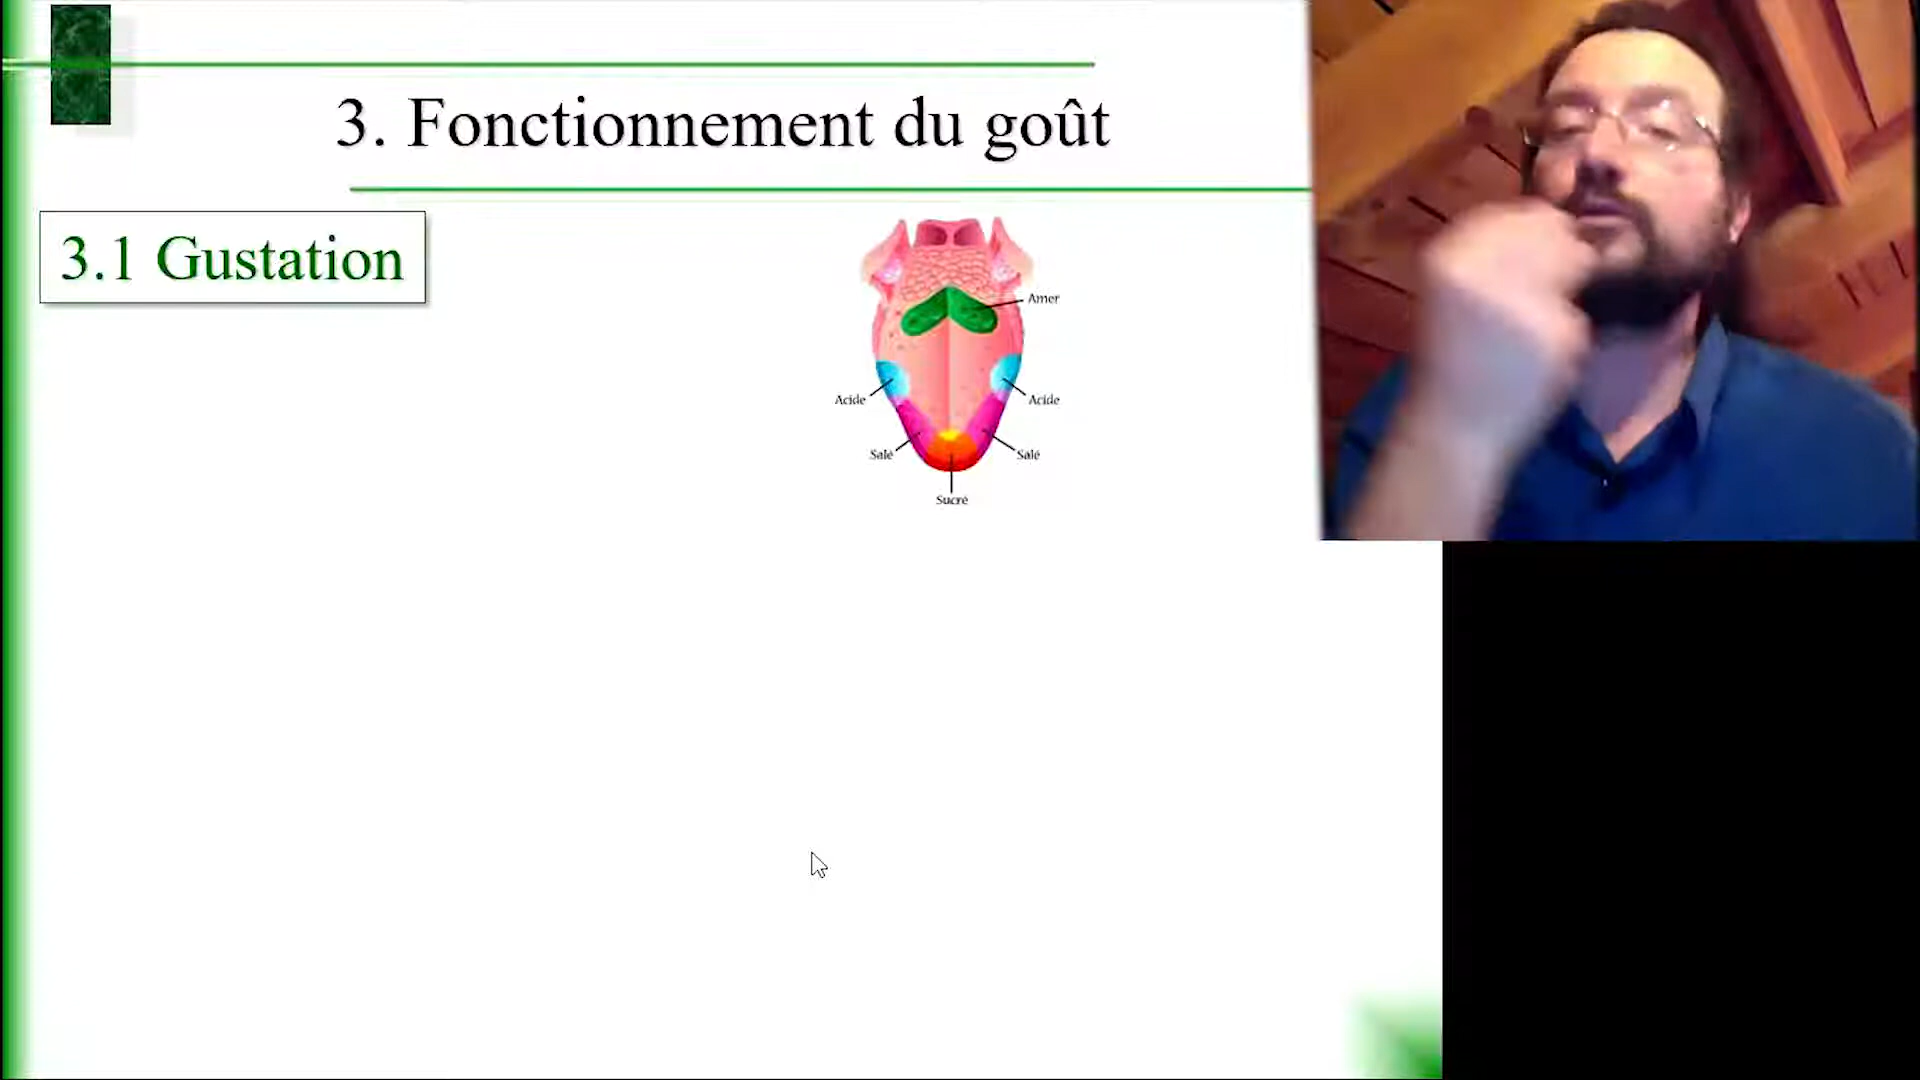 3. Fonctionnement du goût
3.1 Gustation
Amer
Acide
Acide
Salé
Salé
Sucré